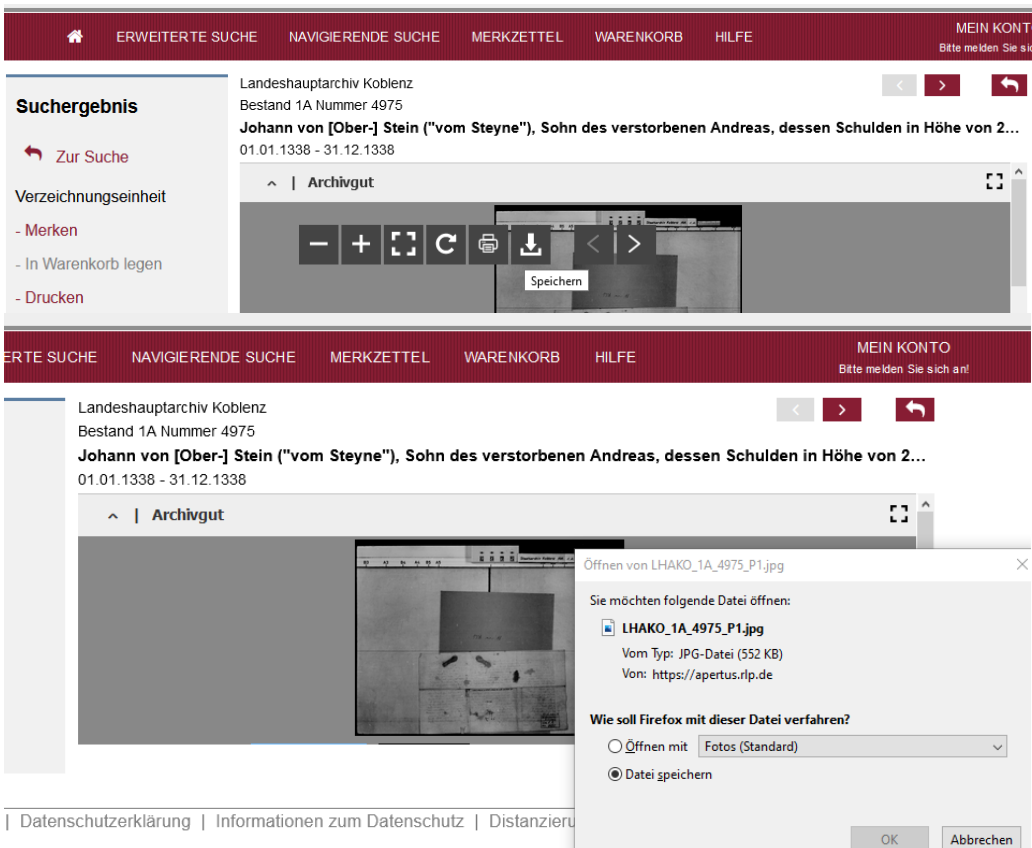 ERWEITERTE SUCHE NAVIGIERENDE SUCHE MERKZETTEL WARENKORB HILFE
MEIN KONT
Bitte melden Sie sic
Suchergebnis
Zur Suche
Verzeichnungseinheit
- Merken
- In Warenkorb legen
- Drucken
Landeshauptarchiv Koblenz
Bestand 1A Nummer 4975
Johann von [Ober-] Stein ("vom Steyne"), Sohn des verstorbenen Andreas, dessen Schulden in Höhe von 2...
01.01.1338 - 31.12.1338
| Archivgut
Speichern
ERTE SUCHE NAVIGIERENDE SUCHE MERKZETTEL WARENKORB HILFE
MEIN KONTO
Bitte melden Sie sich an!
Landeshauptarchiv Koblenz
Bestand 1A Nummer 4975
Johann von [Ober-] Stein ("vom Steyne"), Sohn des verstorbenen Andreas, dessen Schulden in Höhe von 2...
01.01.1338 - 31.12.1338
| Archivgut
Öffnen von LHAKO_1A_4975_P1.jpg
Sie möchten folgende Datei öffnen:
LHAKO_1A_4975_P1.jpg
Vom Typ: JPG-Datei (552 KB)
Von: https://apertus.rlp.de
Wie soll Firefox mit dieser Datei verfahren?
Öffnen mit Fotos (Standard)
Datei speichern
OK Abbrechen
| Datenschutzerklärung | Informationen zum Datenschutz | Distanzieru